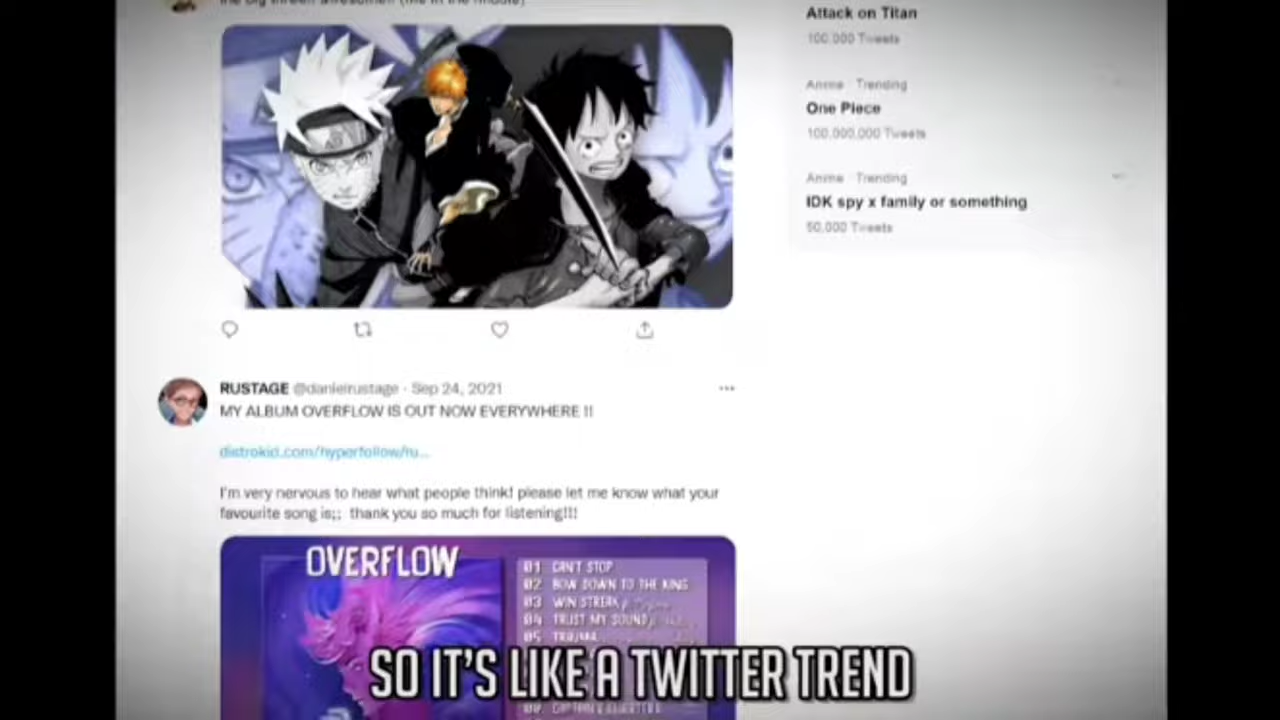 Attack on Titan
100,000 Tweets
Anime · Trending
One Piece
100,000,000 Tweets
Anime · Trending
IDK spy x family or something
50,000 Tweets
RUSTAGE @danielrustage · Sep 24, 2021
MY ALBUM OVERFLOW IS OUT NOW EVERYWHERE !!
distrokid.com/hyperfollow/ru...
I'm very nervous to hear what people think! please let me know what your
favourite song is;; thank you so much for listening!!!
OVERFLOW
01 CAN'T STOP
02 BOW DOWN TO THE KING
03 WIN STREAK
04 TRUST MY SOUND
05 TRAUMA
SO IT'S LIKE A TWITTER TREND